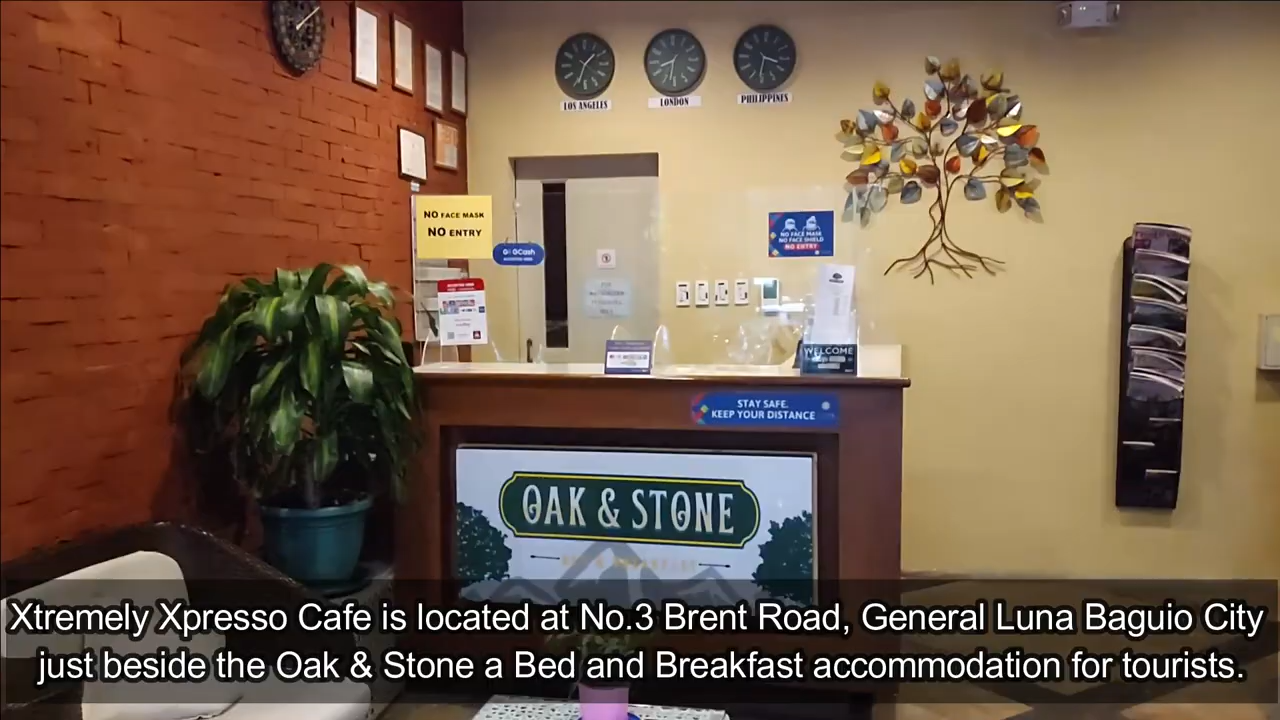 LOS ANGELES
LONDON
PHILIPPINES
NO FACE MASK
NO ENTRY
GCash
NO FACE MASK
NO FACE SHIELD
NO ENTRY
WELCOME
STAY SAFE.
KEEP YOUR DISTANCE
OAK & STONE
Xtremely Xpresso Cafe is located at No.3 Brent Road, General Luna Baguio City
just beside the Oak & Stone a Bed and Breakfast accommodation for tourists.